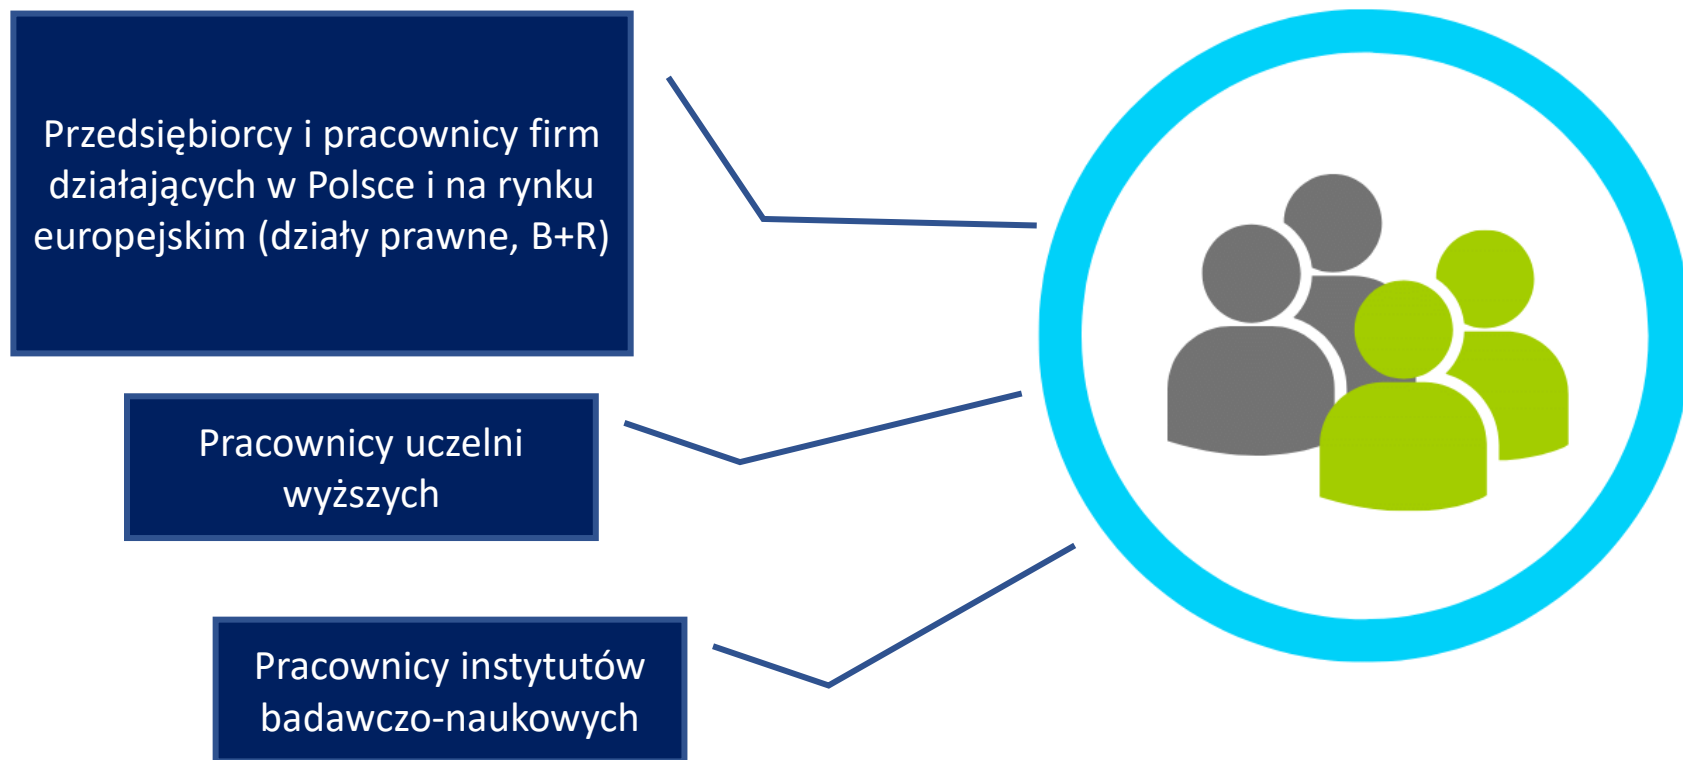 Przedsiębiorcy i pracownicy firm
działających w Polsce i na rynku
europejskim (działy prawne, B+R)
Pracownicy uczelni
wyższych
Pracownicy instytutów
badawczo-naukowych